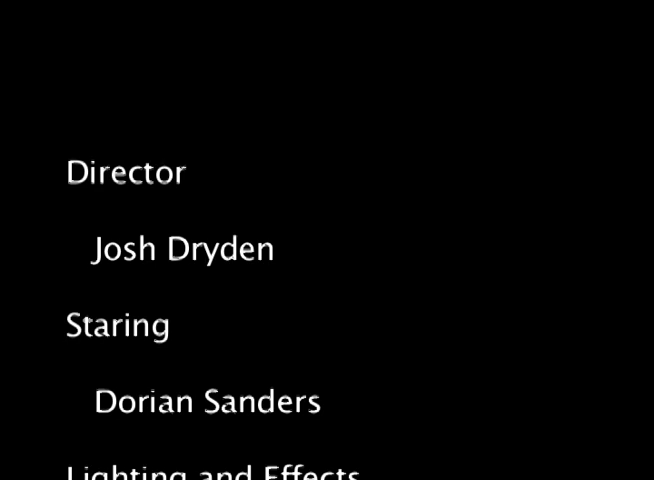 Director
Josh Dryden
Staring
Dorian Sanders
Lighting and Effects